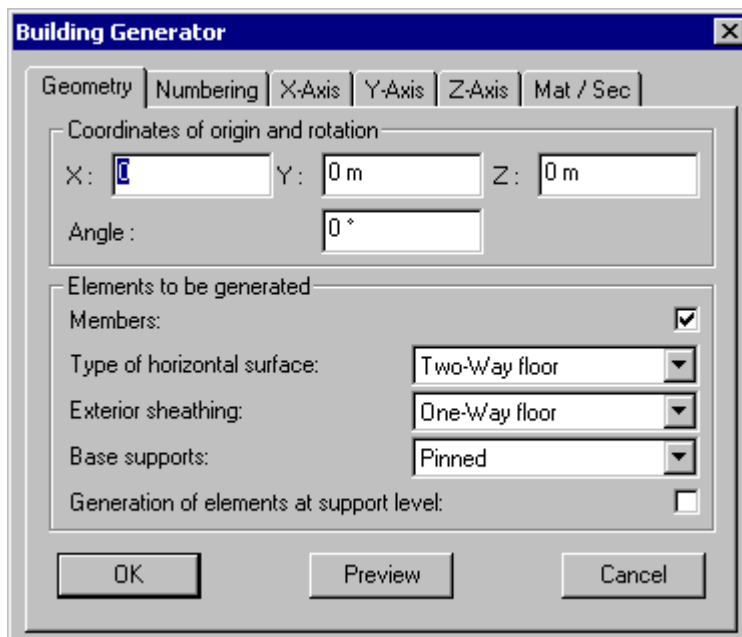 Building Generator
Geometry Numbering X-Axis Y-Axis Z-Axis Mat / Sec
Coordinates of origin and rotation
X : 0 Y : 0 m Z : 0 m
Angle : 0 °
Elements to be generated
Members:
Type of horizontal surface: Two-Way floor
Exterior sheathing: One-Way floor
Base supports: Pinned
Generation of elements at support level:
OK Preview Cancel